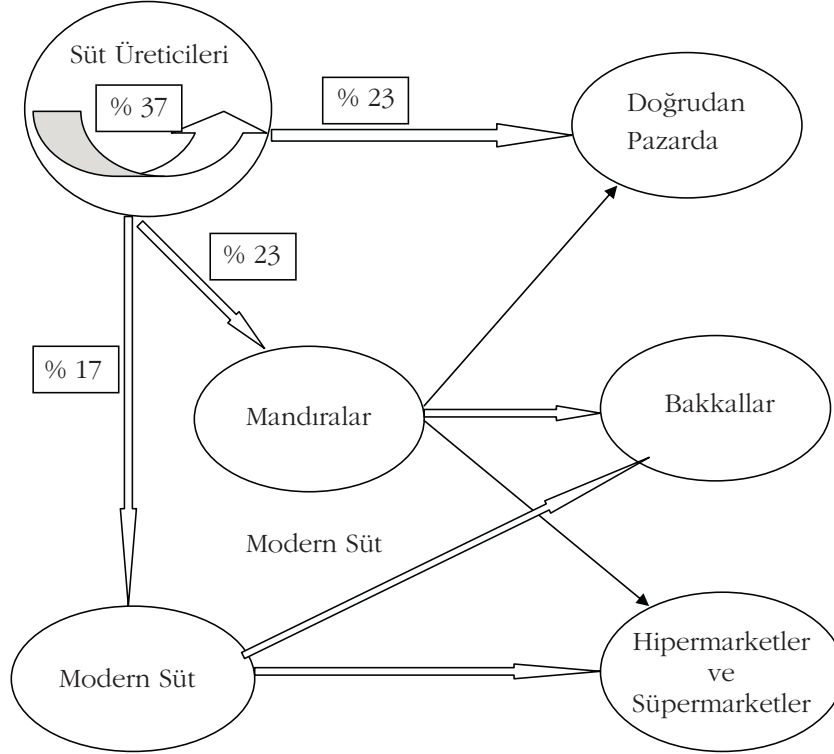 Süt Üreticileri
% 37
% 23
Doğrudan
Pazarda
% 23
% 17
Mandıralar
Bakkallar
Modern Süt
Modern Süt
Hipermarketler
ve
Süpermarketler